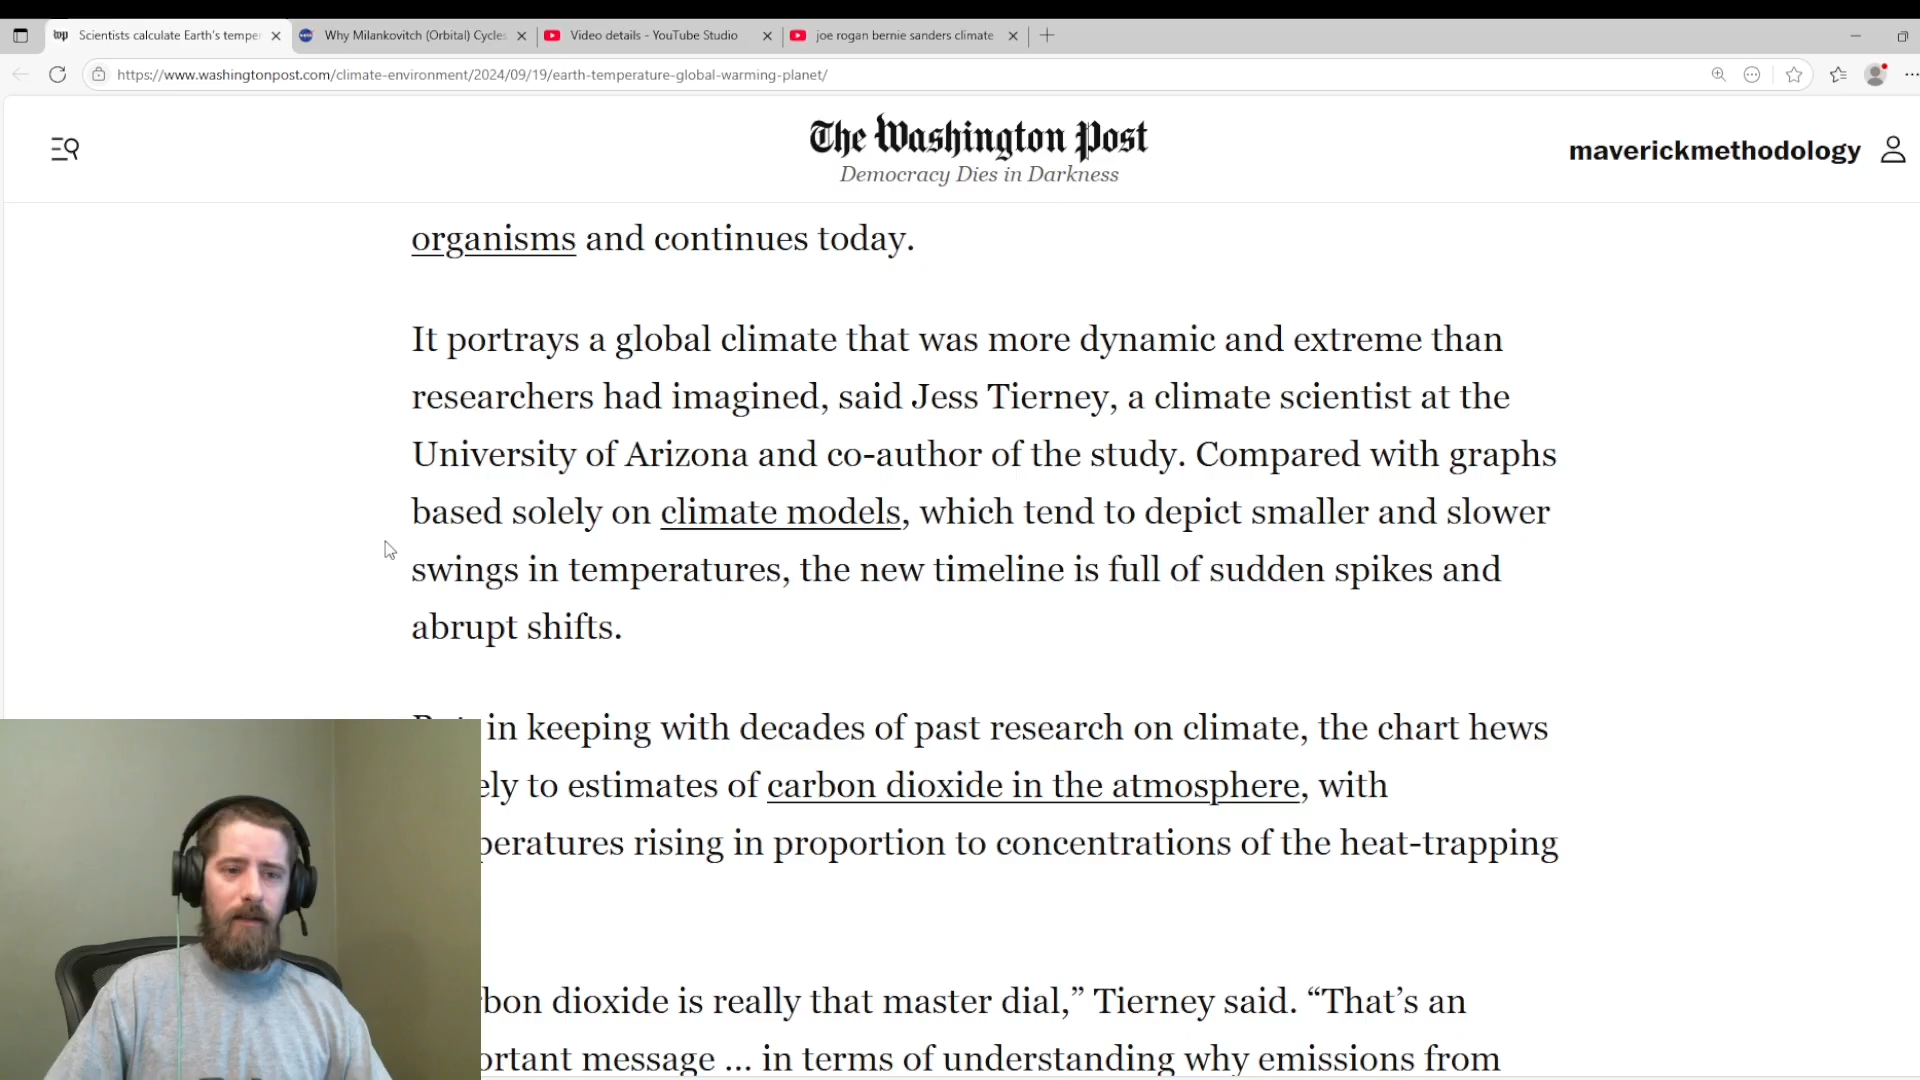 Scientists calculate Earth's tempe
Why Milankovitch (Orbital) Cycles
Video details - YouTube Studio
joe rogan bernie sanders climate
https://www.washingtonpost.com/climate-environment/2024/09/19/earth-temperature-global-warming-planet/
The Washington Post
Democracy Dies in Darkness
maverickmethodology
organisms and continues today.
It portrays a global climate that was more dynamic and extreme than
researchers had imagined, said Jess Tierney, a climate scientist at the
University of Arizona and co-author of the study. Compared with graphs
based solely on climate models, which tend to depict smaller and slower
swings in temperatures, the new timeline is full of sudden spikes and
abrupt shifts.
in keeping with decades of past research on climate, the chart hews
ely to estimates of carbon dioxide in the atmosphere, with
peratures rising in proportion to concentrations of the heat-trapping
bon dioxide is really that master dial,” Tierney said. “That’s an
ortant message ... in terms of understanding why emissions from